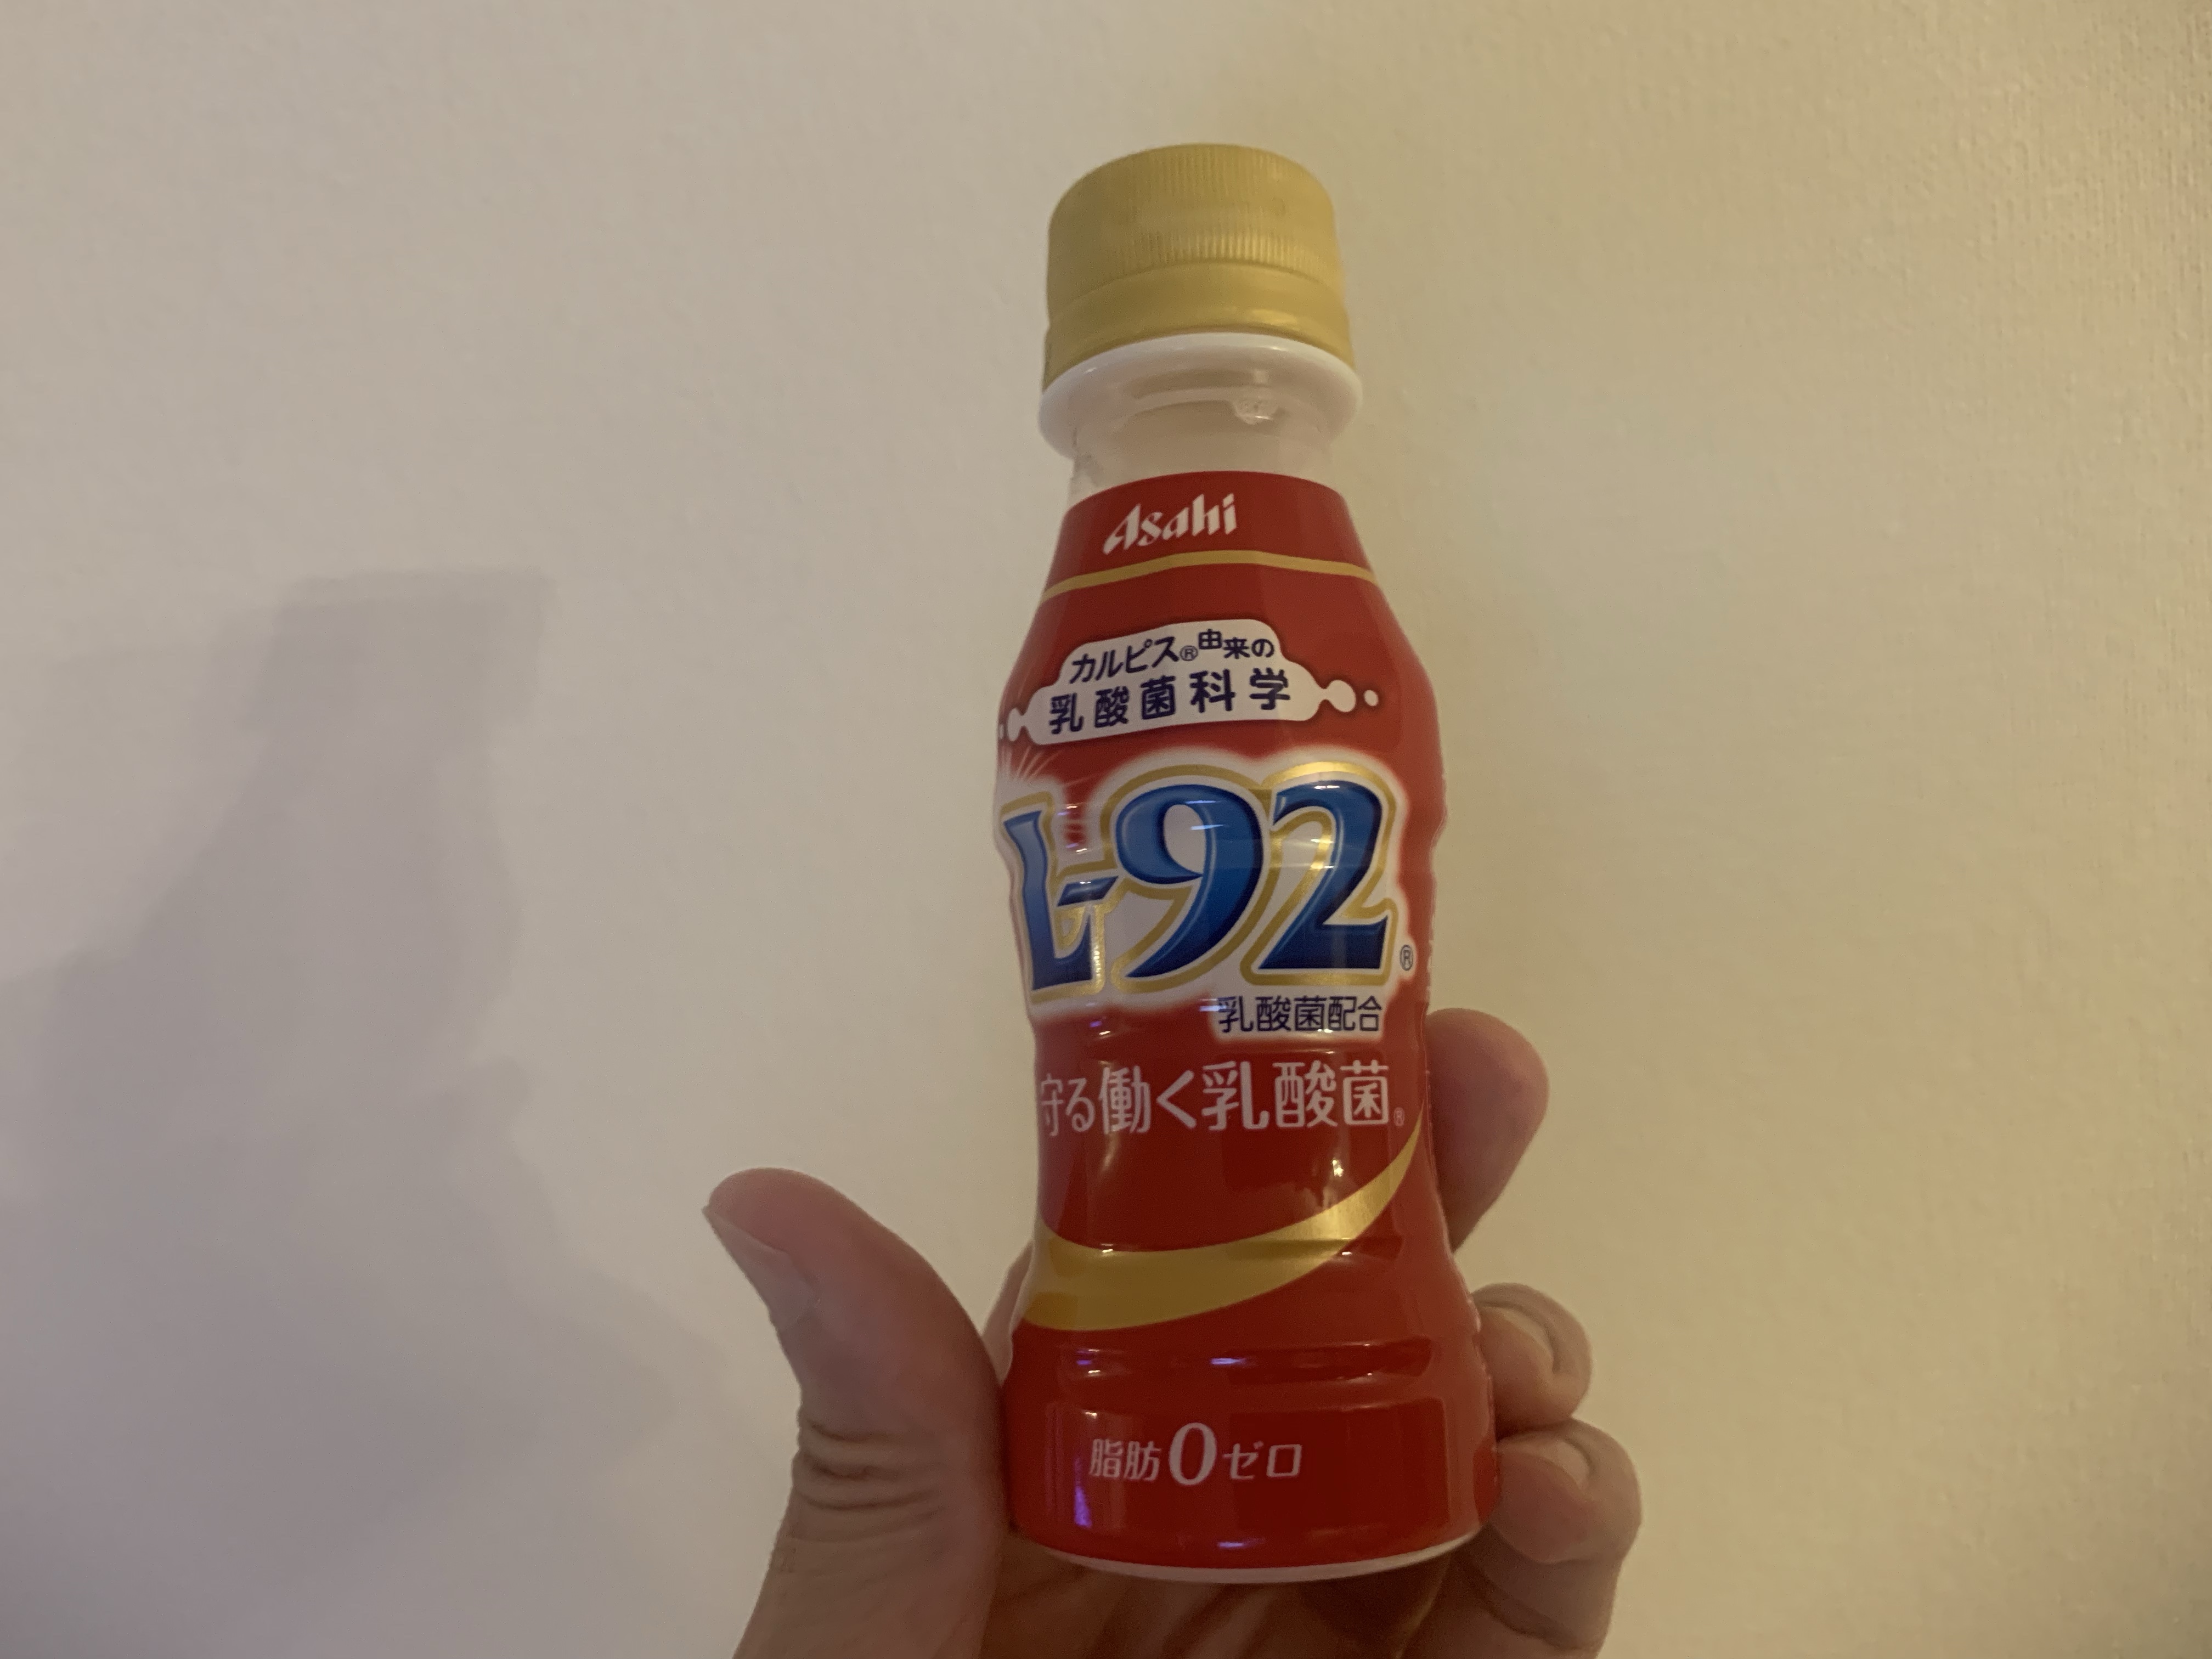 Asahi
カルピス®由来の
乳酸菌科学
L-92®
乳酸菌配合
守る働く乳酸菌®
脂肪0ゼロ